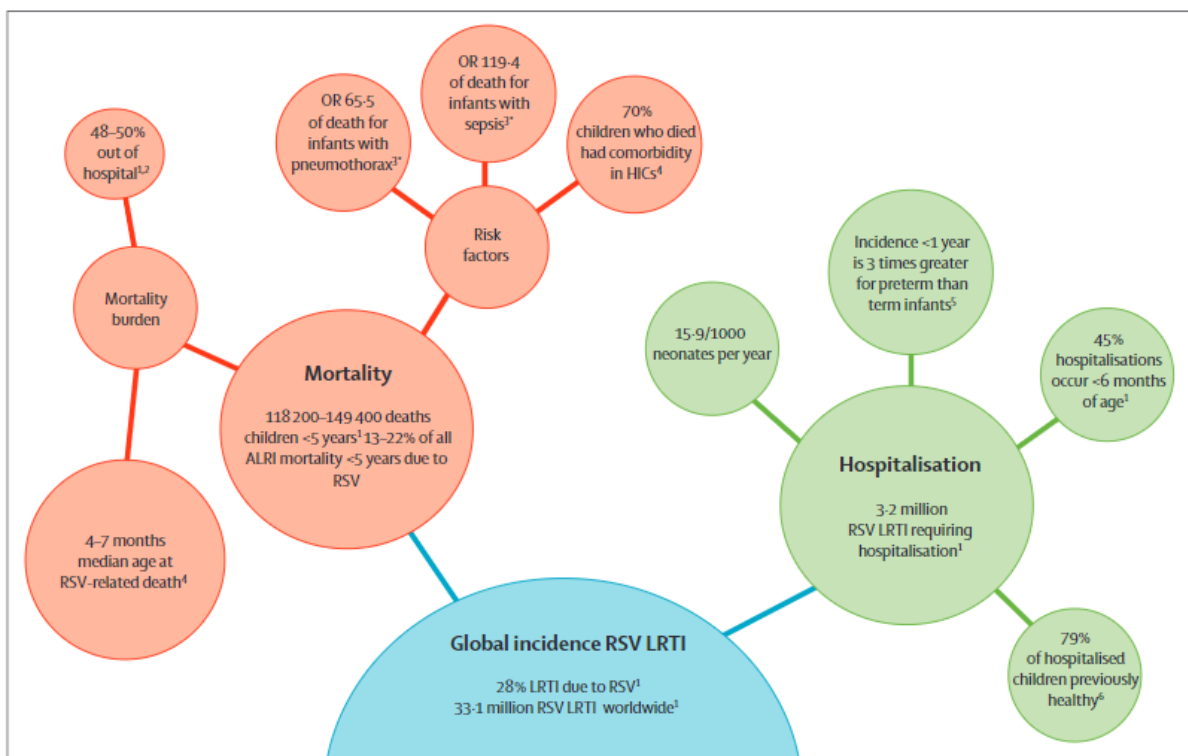 OR 119·4
of death for
infants with
sepsis³*
OR 65·5
of death for
infants with
pneumothorax³*
70%
children who died
had comorbidity
in HICs⁴
48–50%
out of
hospital¹,²
Risk
factors
Mortality
burden
Mortality
118 200–149 400 deaths
children <5 years¹ 13–22% of all
ALRI mortality <5 years due to
RSV
4–7 months
median age at
RSV-related death⁴
Incidence <1 year
is 3 times greater
for preterm than
term infants⁵
15·9/1000
neonates per year
45%
hospitalisations
occur <6 months
of age¹
Hospitalisation
3·2 million
RSV LRTI requiring
hospitalisation¹
79%
of hospitalised
children previously
healthy⁶
Global incidence RSV LRTI
28% LRTI due to RSV¹
33·1 million RSV LRTI worldwide¹